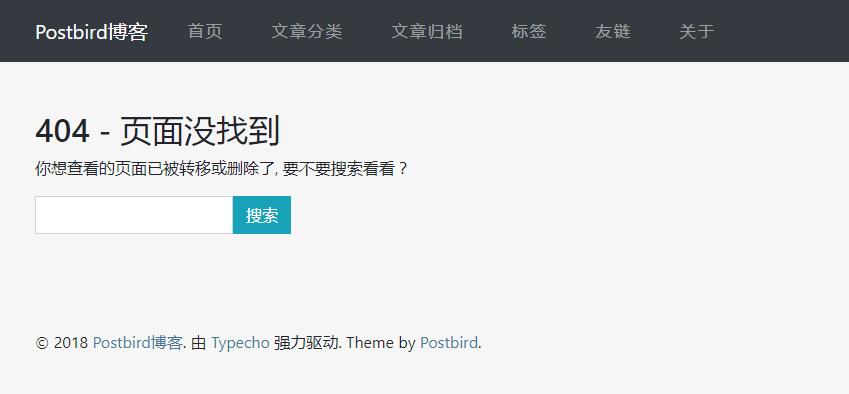 Postbird博客 首页 文章分类 文章归档 标签 友链 关于
404 - 页面没找到
你想查看的页面已被转移或删除了, 要不要搜索看看？
搜索
© 2018 Postbird博客. 由 Typecho 强力驱动. Theme by Postbird.